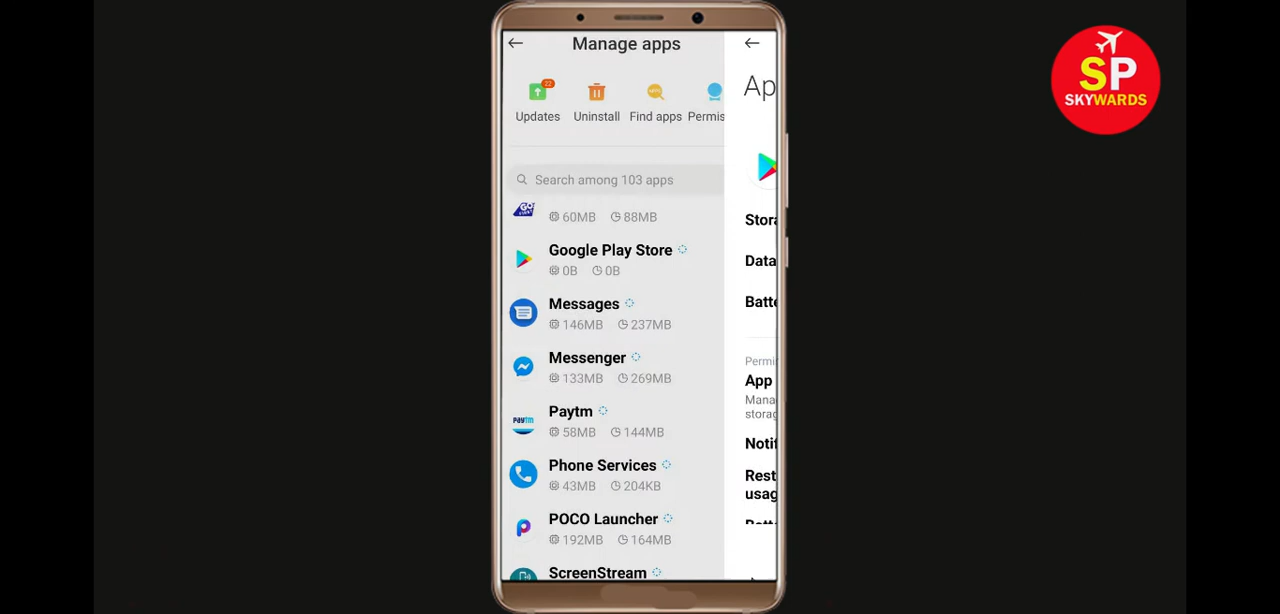 Manage apps
22
Updates
Uninstall
Find apps
Permis
Search among 103 apps
60MB 88MB
Google Play Store
0B 0B
Messages
146MB 237MB
Messenger
133MB 269MB
Paytm
Paytm
58MB 144MB
Phone Services
43MB 204KB
POCO Launcher
192MB 164MB
ScreenStream
Ap
Stora
Data
Batte
Permi
App
Mana
storag
Notif
Rest
usag
SP
SKYWARDS